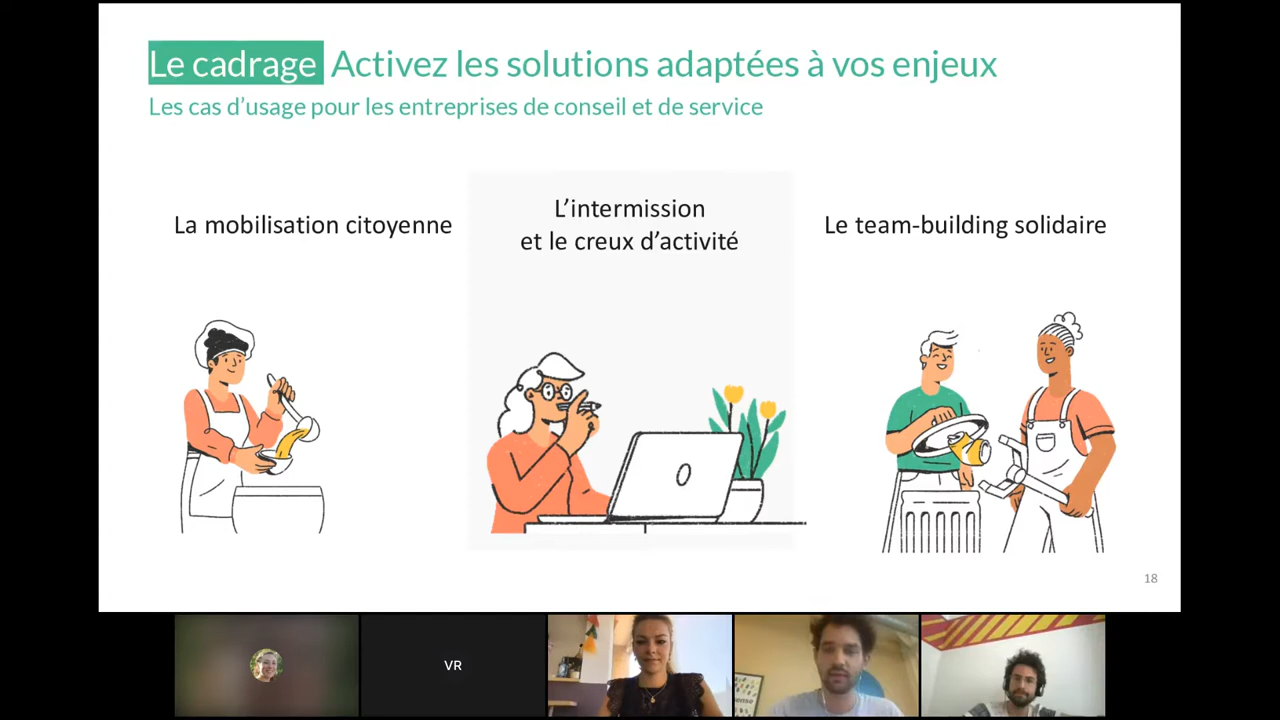 Le cadrage Activez les solutions adaptées à vos enjeux
Les cas d’usage pour les entreprises de conseil et de service
La mobilisation citoyenne
L’intermission
et le creux d’activité
Le team-building solidaire
18
VR